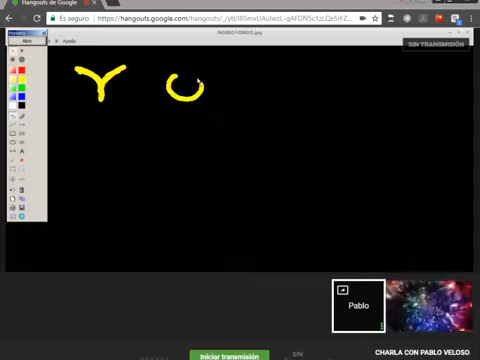 Hangouts de Google
Es seguro
https://hangouts.google.com/hangouts/_/ytl/
NEGRO FONDO.jpg
Ayuda
SIN TRANSMISIÓN
Y U
Pablo
CHARLA CON PABLO VELOSO
Iniciar transmisión
SIN